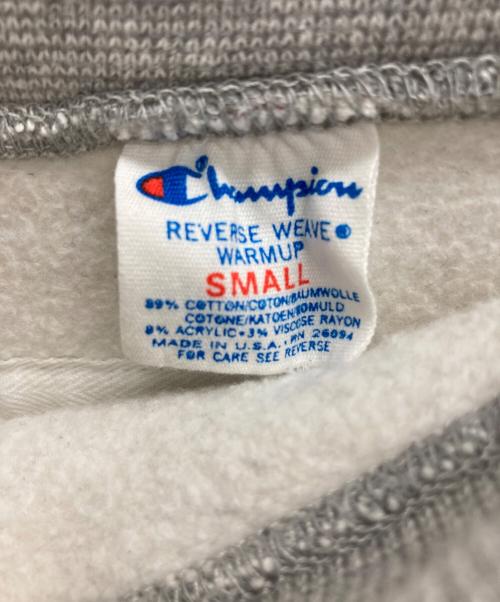 Champion
REVERSE WEAVE®
WARMUP
SMALL
89% COTTON/COTON/BAUMWOLLE
COTONE/KATOEN/BOMULD
8% ACRYLIC•3% VISCOSE RAYON
MADE IN U.S.A. • RN 26094
FOR CARE SEE REVERSE